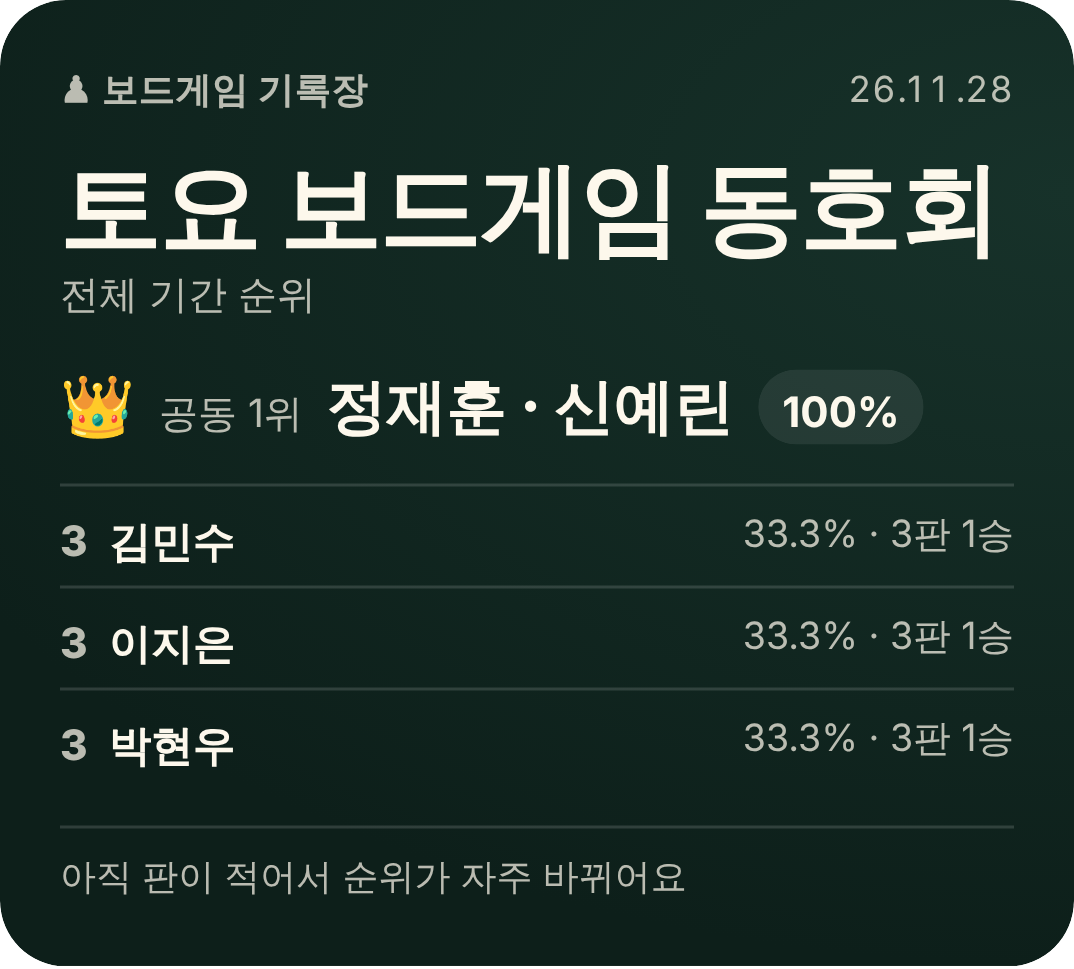 ♟ 보드게임 기록장 26.11.28
토요 보드게임 동호회
전체 기간 순위
👑 공동 1위 정재훈 · 신예린 100%
3 김민수 33.3% · 3판 1승
3 이지은 33.3% · 3판 1승
3 박현우 33.3% · 3판 1승
아직 판이 적어서 순위가 자주 바뀌어요